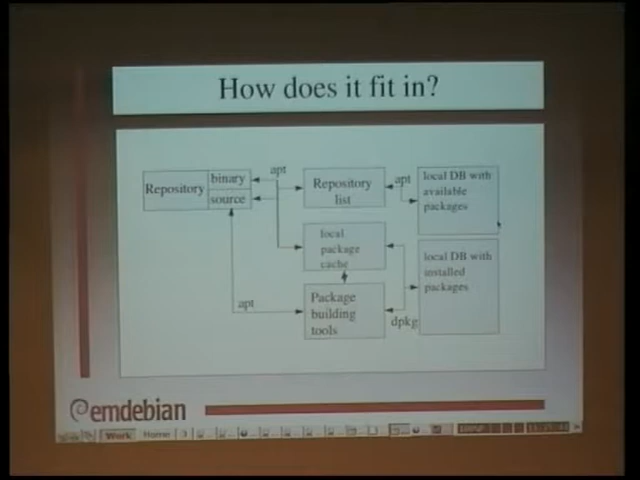 How does it fit in?
apt
binary
Repository
source
Repository
list
apt
local DB with
available
packages
local
package
cache
local DB with
installed
packages
apt
Package
building
tools
dpkg
emdebian
Work
Home